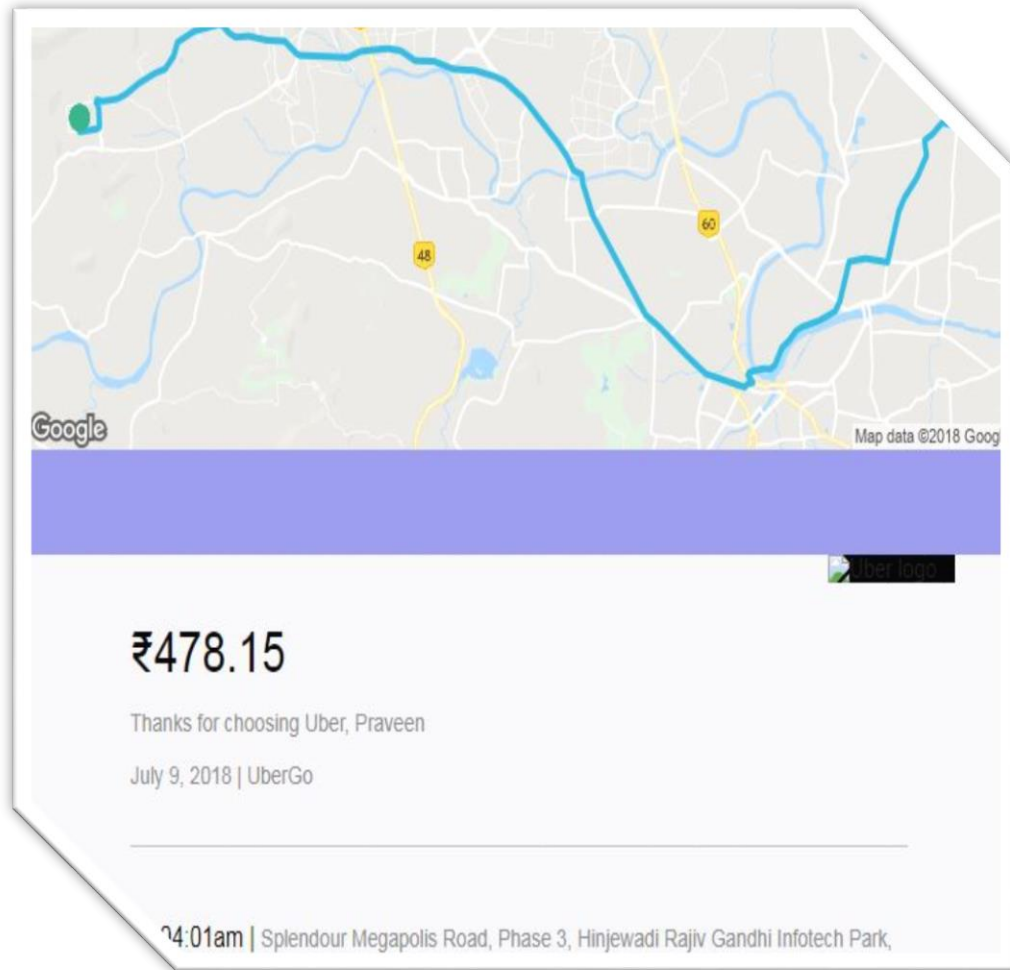 48
60
Google
Map data ©2018 Googl
Uber logo
₹478.15
Thanks for choosing Uber, Praveen
July 9, 2018 | UberGo
04:01am | Splendour Megapolis Road, Phase 3, Hinjewadi Rajiv Gandhi Infotech Park,